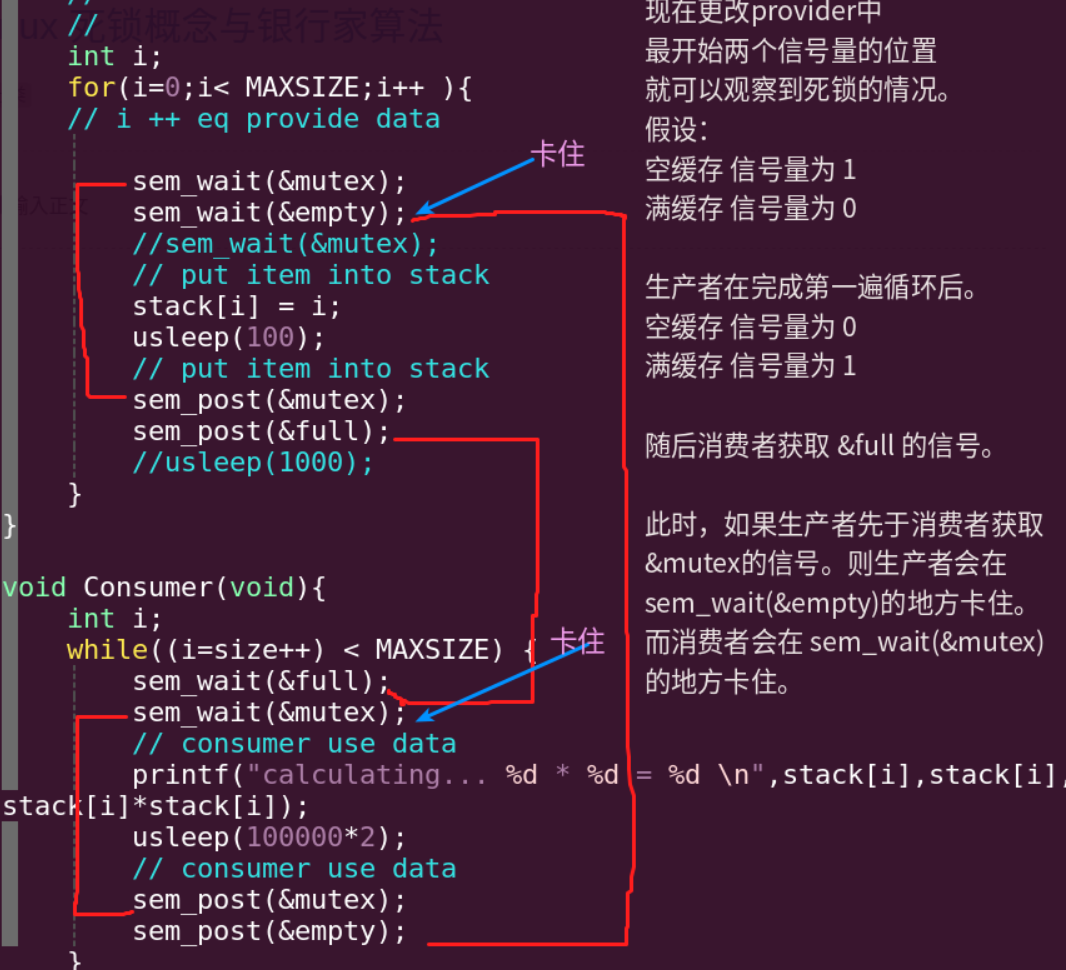 //
ux 死锁概念与银行家算法
//
int i;
for(i=0;i< MAXSIZE;i++ ){
// i ++ eq provide data
卡住
sem_wait(&mutex);
输入正文
sem_wait(&empty);
//sem_wait(&mutex);
// put item into stack
stack[i] = i;
usleep(100);
// put item into stack
sem_post(&mutex);
sem_post(&full);
//usleep(1000);
}
}
void Consumer(void){
int i;
while((i=size++) < MAXSIZE) {
卡住
sem_wait(&full);
sem_wait(&mutex);
// consumer use data
printf("calculating... %d * %d = %d \n",stack[i],stack[i],
stack[i]*stack[i]);
usleep(100000*2);
// consumer use data
sem_post(&mutex);
sem_post(&empty);
}
现在更改provider中
最开始两个信号量的位置
就可以观察到死锁的情况。
假设：
空缓存 信号量为 1
满缓存 信号量为 0
生产者在完成第一遍循环后。
空缓存 信号量为 0
满缓存 信号量为 1
随后消费者获取 &full 的信号。
此时，如果生产者先于消费者获取
&mutex的信号。则生产者会在
sem_wait(&empty)的地方卡住。
而消费者会在 sem_wait(&mutex)
的地方卡住。